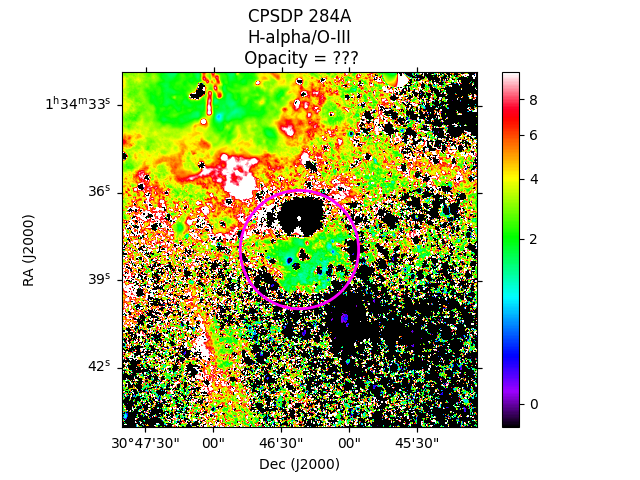 CPSDP 284A
H-alpha/O-III
Opacity = ???
1ʰ34ᵐ33ˢ
36ˢ
39ˢ
42ˢ
RA (J2000)
30°47'30" 00" 46'30" 00" 45'30"
Dec (J2000)
8
6
4
2
0